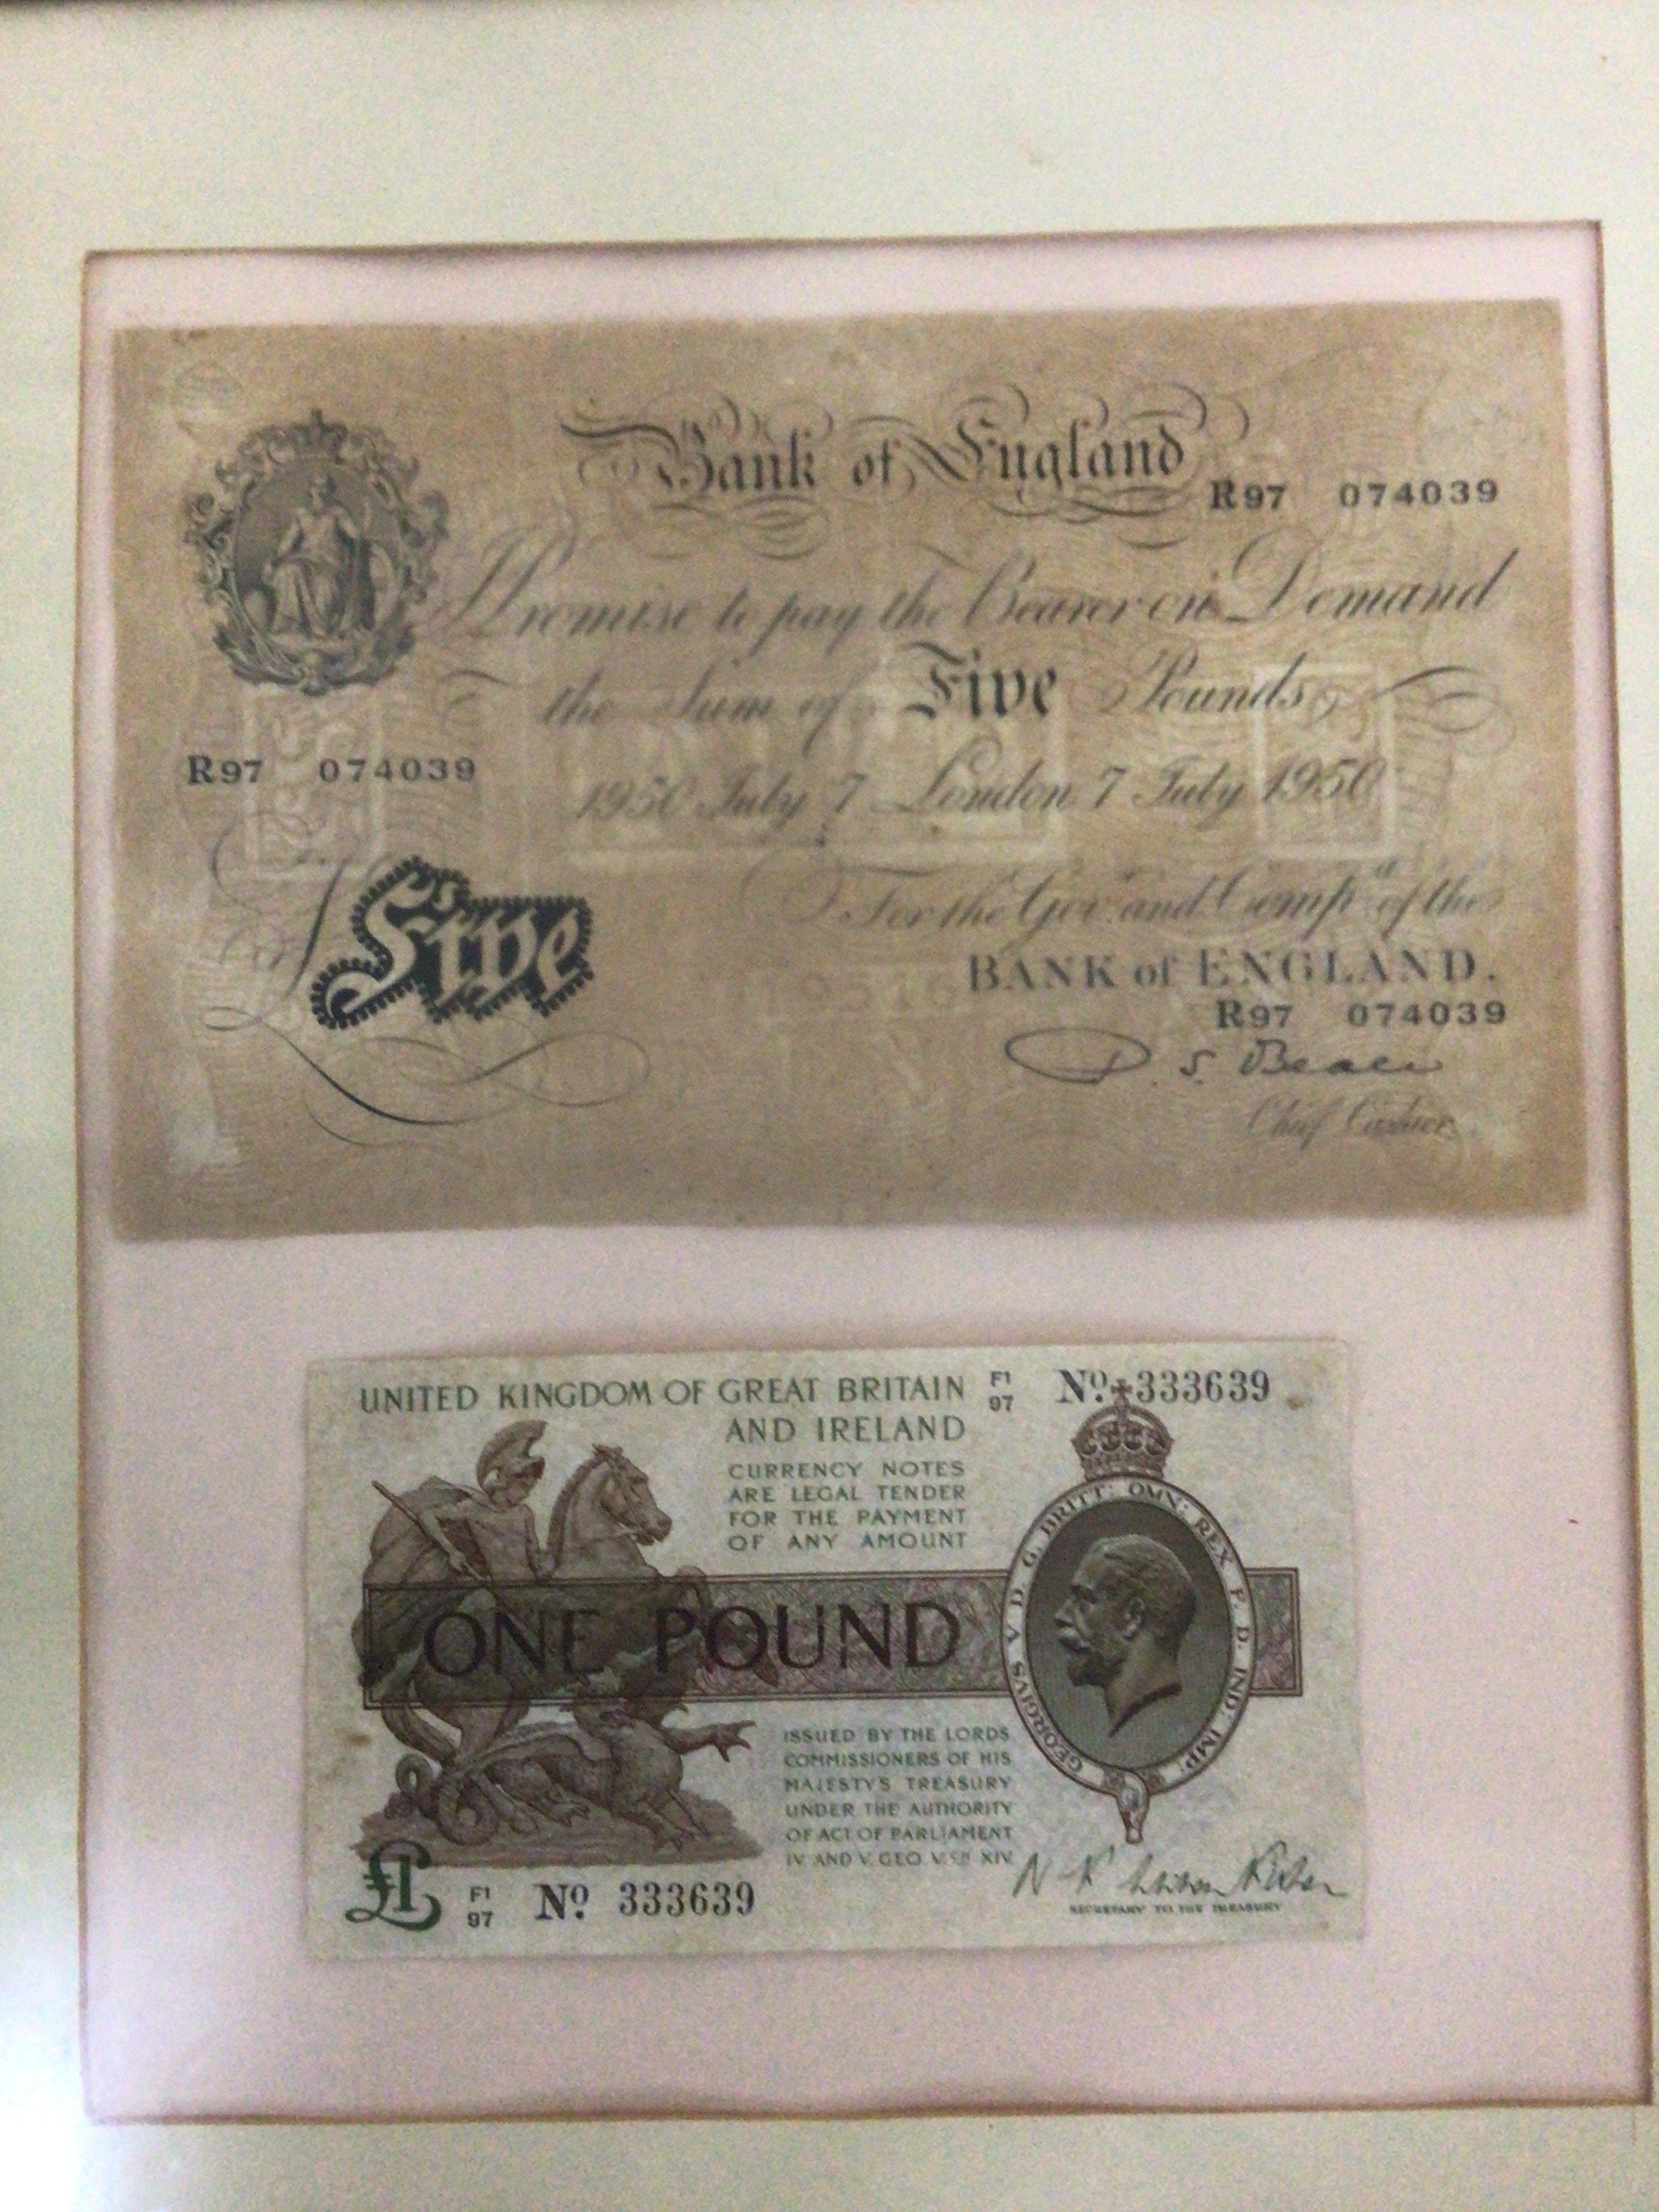 Bank of England
R97 074039
I Promise to pay the Bearer on Demand
the Sum of Five Pounds
R97 074039
1950 July 7 London 7 July 1950
Five
For the Gov.r and Comp.a of the
BANK of ENGLAND.
R97 074039
P. S. Beale
Chief Cashier.
UNITED KINGDOM OF GREAT BRITAIN
AND IRELAND
F1
97
No. 333639
CURRENCY NOTES
ARE LEGAL TENDER
FOR THE PAYMENT
OF ANY AMOUNT
ONE POUND
GEORGIVS V D. G. BRITT: OMN: REX F. D. IND: IMP:
ISSUED BY THE LORDS
COMMISSIONERS OF HIS
MAJESTY'S TREASURY
UNDER THE AUTHORITY
OF ACT OF PARLIAMENT
IV AND V. GEO. V. CH XIV.
£1
F1
97
No. 333639
N. F. Warren Fisher
SECRETARY TO THE TREASURY